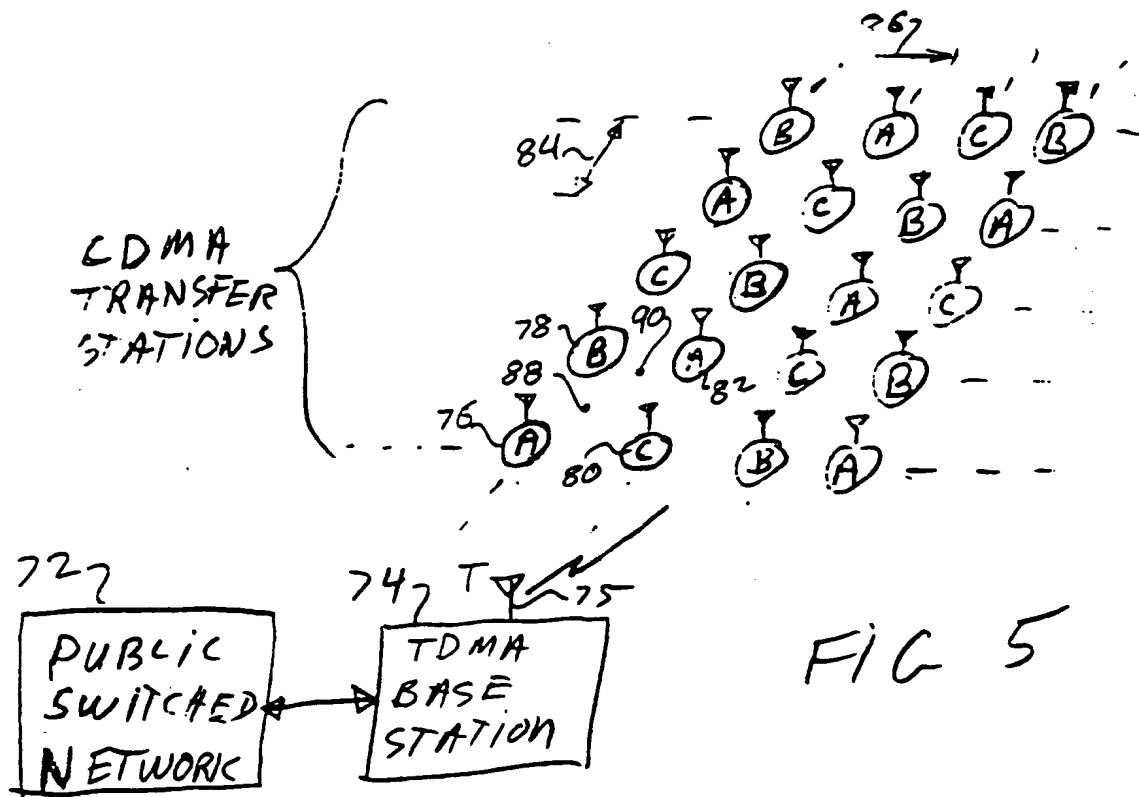 B' A' C' B'
84
A C B A
CDMA
TRANSFER
STATIONS
C B A C
78 90
B A C B
88 82
76
A C B A
80
72 74 T 75
PUBLIC
SWITCHED
NETWORK
TDMA
BASE
STATION
FIG 5